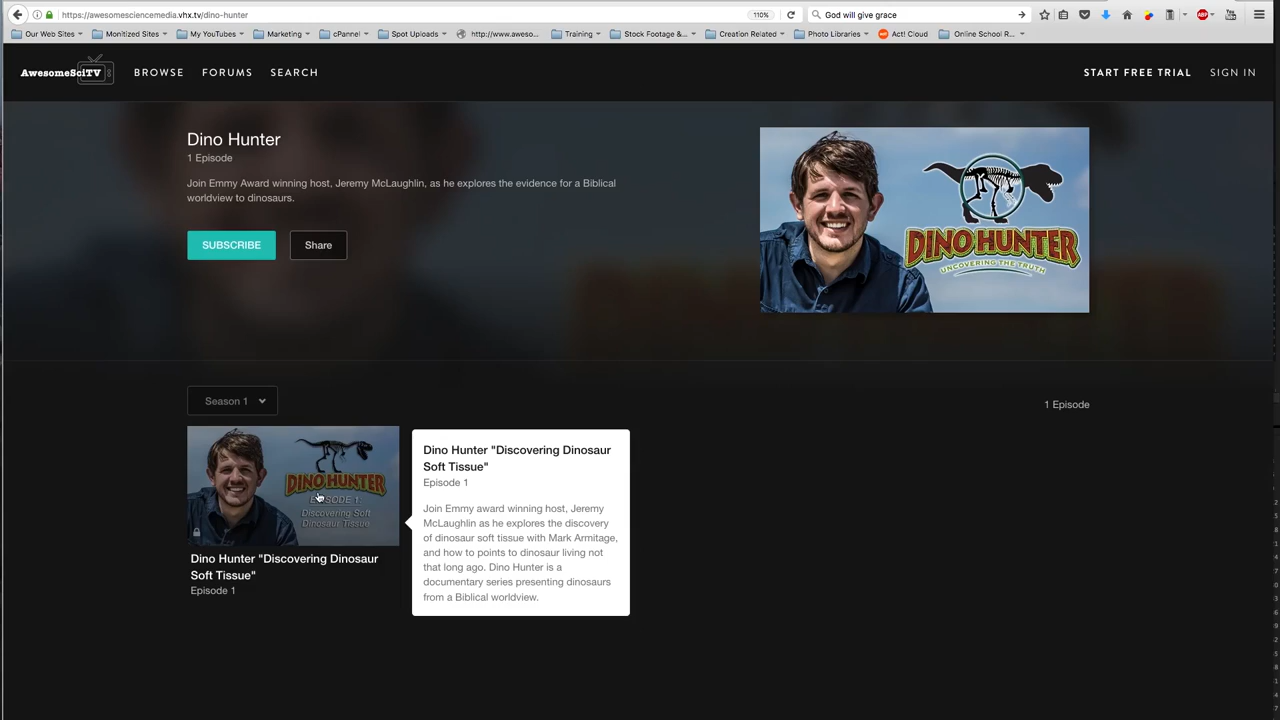 https://awesomesciencemedia.vhx.tv/dino-hunter
110%
God will give grace
Our Web Sites
Monitized Sites
My YouTubes
Marketing
cPannel
Spot Uploads
http://www.aweso...
Training
Stock Footage &...
Creation Related
Photo Libraries
Act! Cloud
Online School R...
AwesomeSciTV
BROWSE
FORUMS
SEARCH
START FREE TRIAL
SIGN IN
Dino Hunter
1 Episode
Join Emmy Award winning host, Jeremy McLaughlin, as he explores the evidence for a Biblical
worldview to dinosaurs.
SUBSCRIBE
Share
DINO HUNTER
UNCOVERING THE TRUTH
Season 1
1 Episode
DINO HUNTER
EPISODE 1:
Discovering Soft
Dinosaur Tissue
Dino Hunter "Discovering Dinosaur
Soft Tissue"
Episode 1
Dino Hunter "Discovering Dinosaur
Soft Tissue"
Episode 1
Join Emmy award winning host, Jeremy
McLaughlin as he explores the discovery
of dinosaur soft tissue with Mark Armitage,
and how to points to dinosaur living not
that long ago. Dino Hunter is a
documentary series presenting dinosaurs
from a Biblical worldview.